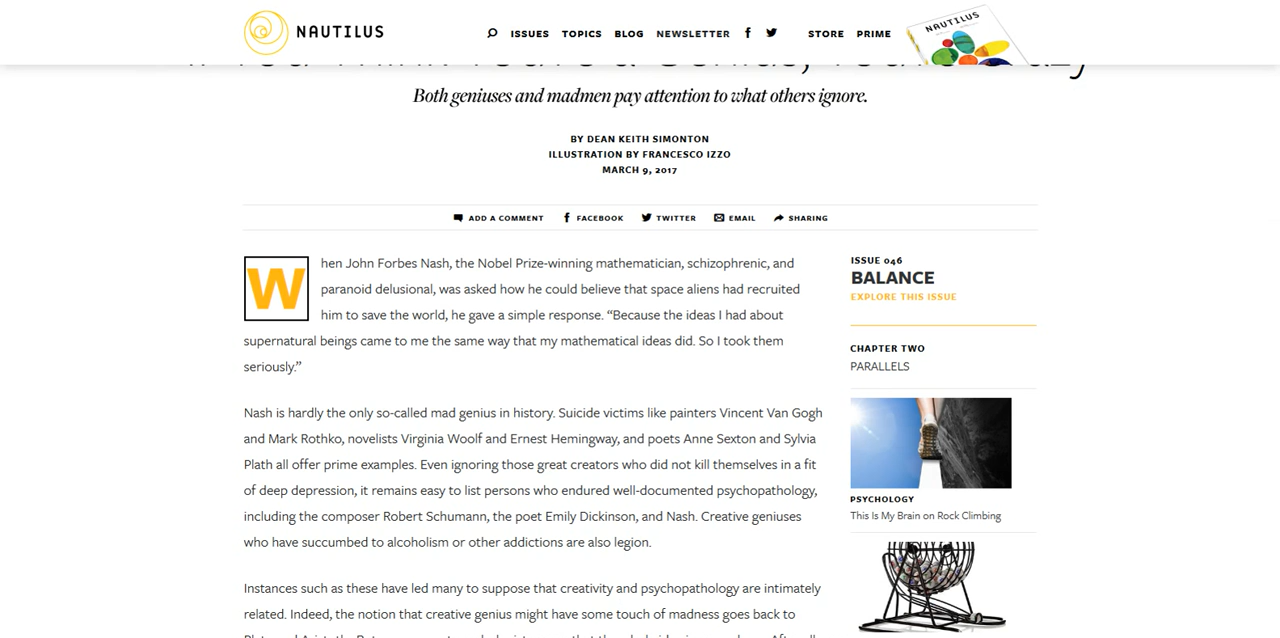 NAUTILUS
ISSUES TOPICS BLOG NEWSLETTER STORE PRIME
NAUTILUS
Both geniuses and madmen pay attention to what others ignore.
BY DEAN KEITH SIMONTON
ILLUSTRATION BY FRANCESCO IZZO
MARCH 9, 2017
ADD A COMMENT FACEBOOK TWITTER EMAIL SHARING
When John Forbes Nash, the Nobel Prize-winning mathematician, schizophrenic, and
paranoid delusional, was asked how he could believe that space aliens had recruited
him to save the world, he gave a simple response. “Because the ideas I had about
supernatural beings came to me the same way that my mathematical ideas did. So I took them
seriously.”
Nash is hardly the only so-called mad genius in history. Suicide victims like painters Vincent Van Gogh
and Mark Rothko, novelists Virginia Woolf and Ernest Hemingway, and poets Anne Sexton and Sylvia
Plath all offer prime examples. Even ignoring those great creators who did not kill themselves in a fit
of deep depression, it remains easy to list persons who endured well-documented psychopathology,
including the composer Robert Schumann, the poet Emily Dickinson, and Nash. Creative geniuses
who have succumbed to alcoholism or other addictions are also legion.
Instances such as these have led many to suppose that creativity and psychopathology are intimately
related. Indeed, the notion that creative genius might have some touch of madness goes back to
ISSUE 046
BALANCE
EXPLORE THIS ISSUE
CHAPTER TWO
PARALLELS
PSYCHOLOGY
This Is My Brain on Rock Climbing